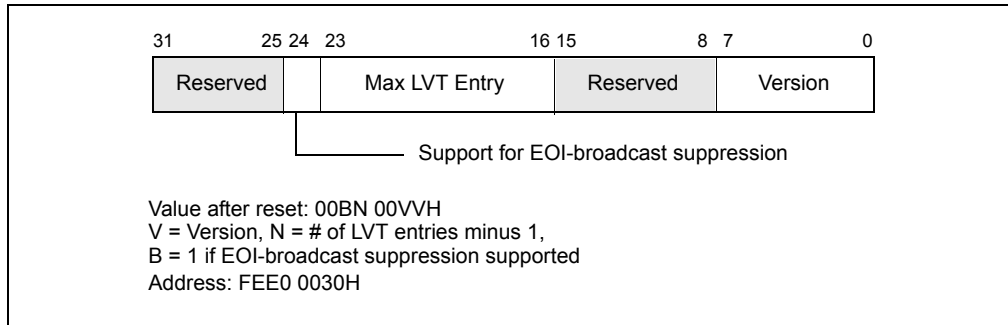 31 25 24 23 16 15 8 7 0
Reserved Max LVT Entry Reserved Version
Support for EOI-broadcast suppression
Value after reset: 00BN 00VVH
V = Version, N = # of LVT entries minus 1,
B = 1 if EOI-broadcast suppression supported
Address: FEE0 0030H